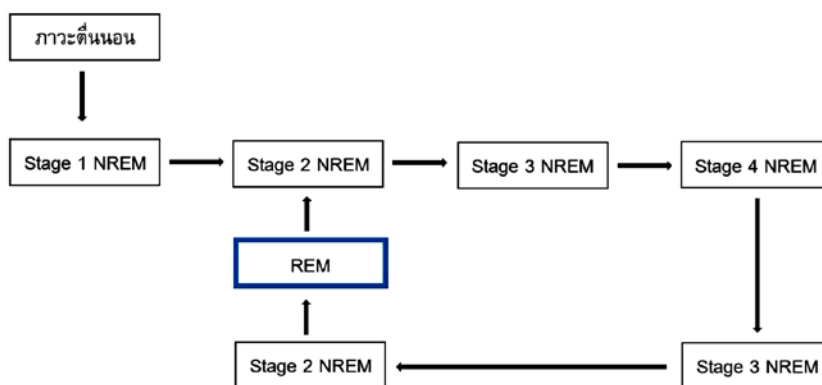 ภาวะตื่นนอน
Stage 1 NREM
Stage 2 NREM
Stage 3 NREM
Stage 4 NREM
REM
Stage 2 NREM
Stage 3 NREM